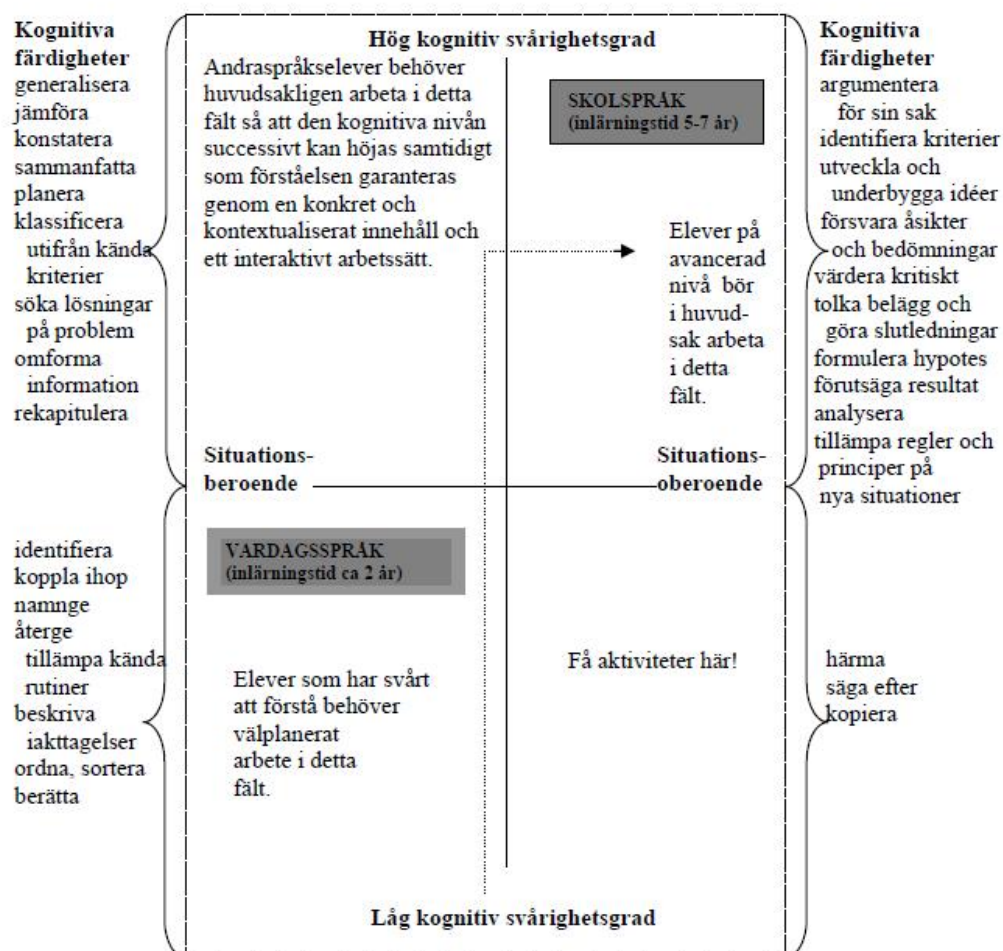 Kognitiva
färdigheter
generalisera
jämföra
konstatera
sammanfatta
planera
klassificera
utifrån kända
kriterier
söka lösningar
på problem
omforma
information
rekapitulera
identifiera
koppla ihop
namnge
återge
tillämpa kända
rutiner
beskriva
iakttagelser
ordna, sortera
berätta
Hög kognitiv svårighetsgrad
Andraspråkselever behöver
huvudsakligen arbeta i detta
fält så att den kognitiva nivån
successivt kan höjas samtidigt
som förståelsen garanteras
genom en konkret och
kontextualiserat innehåll och
ett interaktivt arbetssätt.
SKOLSPRÅK
(inlärningstid 5-7 år)
Elever på
avancerad
nivå bör
i huvud-
sak arbeta
i detta
fält.
Situations-
beroende
Situations-
oberoende
VARDAGSSPRÅK
(inlärningstid ca 2 år)
Elever som har svårt
att förstå behöver
välplanerat
arbete i detta
fält.
Få aktiviteter här!
Låg kognitiv svårighetsgrad
Kognitiva
färdigheter
argumentera
för sin sak
identifiera kriterier
utveckla och
underbygga idéer
försvara åsikter
och bedömningar
värdera kritiskt
tolka belägg och
göra slutledningar
formulera hypotes
förutsäga resultat
analysera
tillämpa regler och
principer på
nya situationer
härma
säga efter
kopiera